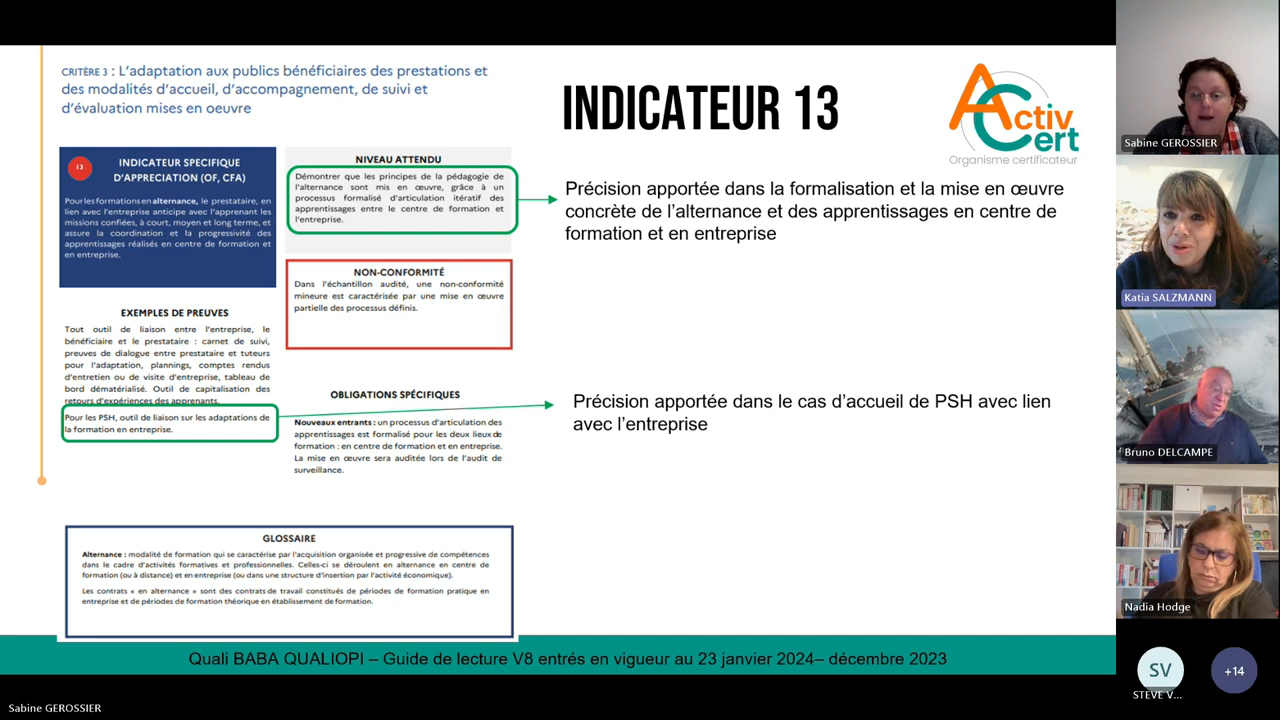 CRITÈRE 3 : L'adaptation aux publics bénéficiaires des prestations et
des modalités d'accueil, d'accompagnement, de suivi et
d'évaluation mises en oeuvre
INDICATEUR 13
Activ
Cert
Organisme certificateur
13
INDICATEUR SPECIFIQUE
D'APPRECIATION (OF, CFA)
Pour les formations en alternance, le prestataire, en
lien avec l'entreprise anticipe avec l'apprenant les
missions confiées, à court, moyen et long terme, et
assure la coordination et la progressivité des
apprentissages réalisés en centre de formation et
en entreprise.
NIVEAU ATTENDU
Démontrer que les principes de la pédagogie de
l'alternance sont mis en œuvre, grâce à un
processus formalisé d'articulation itératif des
apprentissages entre le centre de formation et
l'entreprise.
Précision apportée dans la formalisation et la mise en œuvre
concrète de l'alternance et des apprentissages en centre de
formation et en entreprise
NON-CONFORMITÉ
Dans l'échantillon audité, une non-conformité
mineure est caractérisée par une mise en œuvre
partielle des processus définis.
EXEMPLES DE PREUVES
Tout outil de liaison entre l'entreprise, le
bénéficiaire et le prestataire : carnet de suivi,
preuves de dialogue entre prestataire et tuteurs
pour l'adaptation, plannings, comptes rendus
d'entretien ou de visite d'entreprise, tableau de
bord dématérialisé. Outil de capitalisation des
retours d'expériences des apprenants.
Pour les PSH, outil de liaison sur les adaptations de
la formation en entreprise.
OBLIGATIONS SPÉCIFIQUES
Nouveaux entrants : un processus d'articulation des
apprentissages est formalisé pour les deux lieux de
formation : en centre de formation et en entreprise.
La mise en œuvre sera auditée lors de l'audit de
surveillance.
Précision apportée dans le cas d'accueil de PSH avec lien
avec l'entreprise
GLOSSAIRE
Alternance : modalité de formation qui se caractérise par l'acquisition organisée et progressive de compétences
dans le cadre d'activités formatives et professionnelles. Celles-ci se déroulent en alternance en centre de
formation (ou à distance) et en entreprise (ou dans une structure d'insertion par l'activité économique).
Les contrats « en alternance » sont des contrats de travail constitués de périodes de formation pratique en
entreprise et de périodes de formation théorique en établissement de formation.
Quali BABA QUALIOPI – Guide de lecture V8 entrés en vigueur au 23 janvier 2024– décembre 2023
Sabine GEROSSIER
Sabine GEROSSIER
Katia SALZMANN
Bruno DELCAMPE
Nadia Hodge
SV
STEVE V...
+14